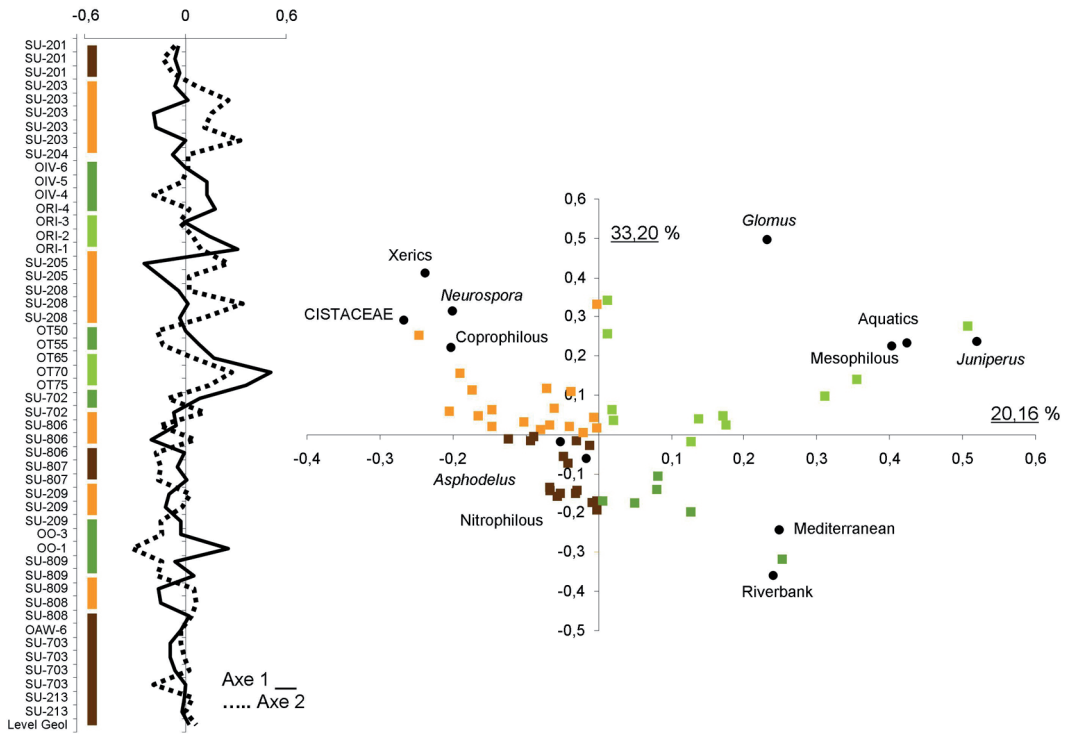 -0,6 0 0,6
SU-201
SU-201
SU-201
SU-203
SU-203
SU-203
SU-203
SU-203
SU-204
OIV-6
OIV-5
OIV-4
ORI-4
ORI-3
ORI-2
ORI-1
SU-205
SU-205
SU-208
SU-208
SU-208
OT50
OT55
OT65
OT70
OT75
SU-702
SU-702
SU-806
SU-806
SU-806
SU-807
SU-807
SU-209
SU-209
SU-209
OO-3
OO-1
SU-809
SU-809
SU-809
SU-808
SU-808
OAW-6
SU-703
SU-703
SU-703
SU-703
SU-213
SU-213
Level Geol
Axe 1
Axe 2
0,6
0,5
0,4
0,3
0,2
0,1
-0,1
-0,2
-0,3
-0,4
-0,5
33,20 %
20,16 %
-0,4 -0,3 -0,2 0,1 0,2 0,3 0,4 0,5 0,6
Glomus
Xerics
Neurospora
CISTACEAE
Coprophilous
Aquatics
Mesophilous
Juniperus
Asphodelus
Nitrophilous
Mediterranean
Riverbank